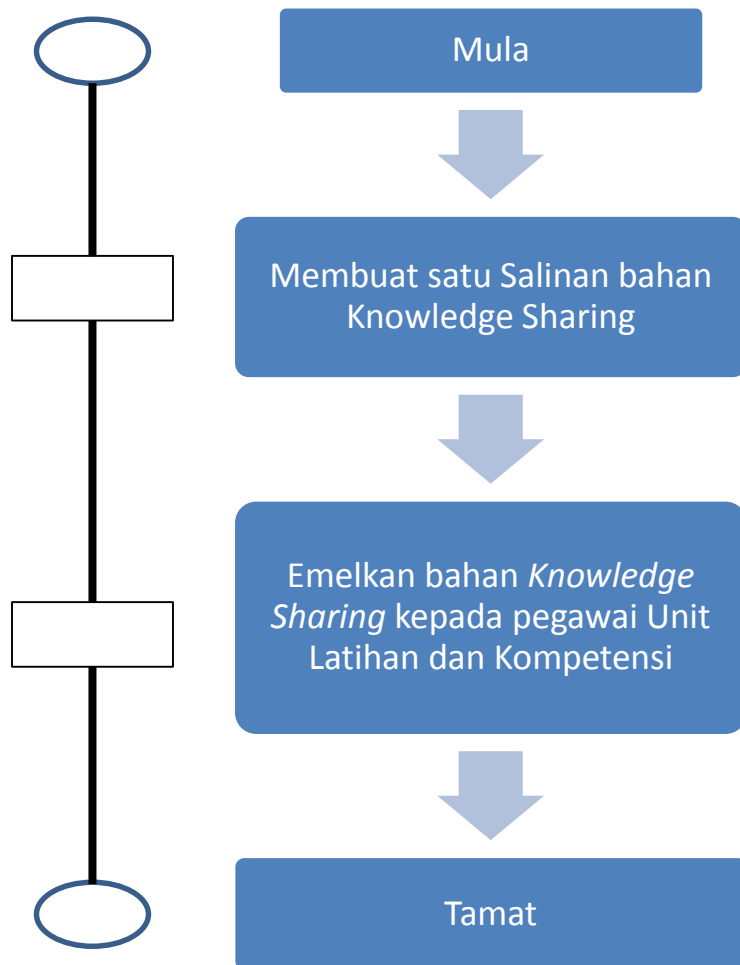 Mula
Membuat satu Salinan bahan
Knowledge Sharing
Emelkan bahan Knowledge
Sharing kepada pegawai Unit
Latihan dan Kompetensi
Tamat